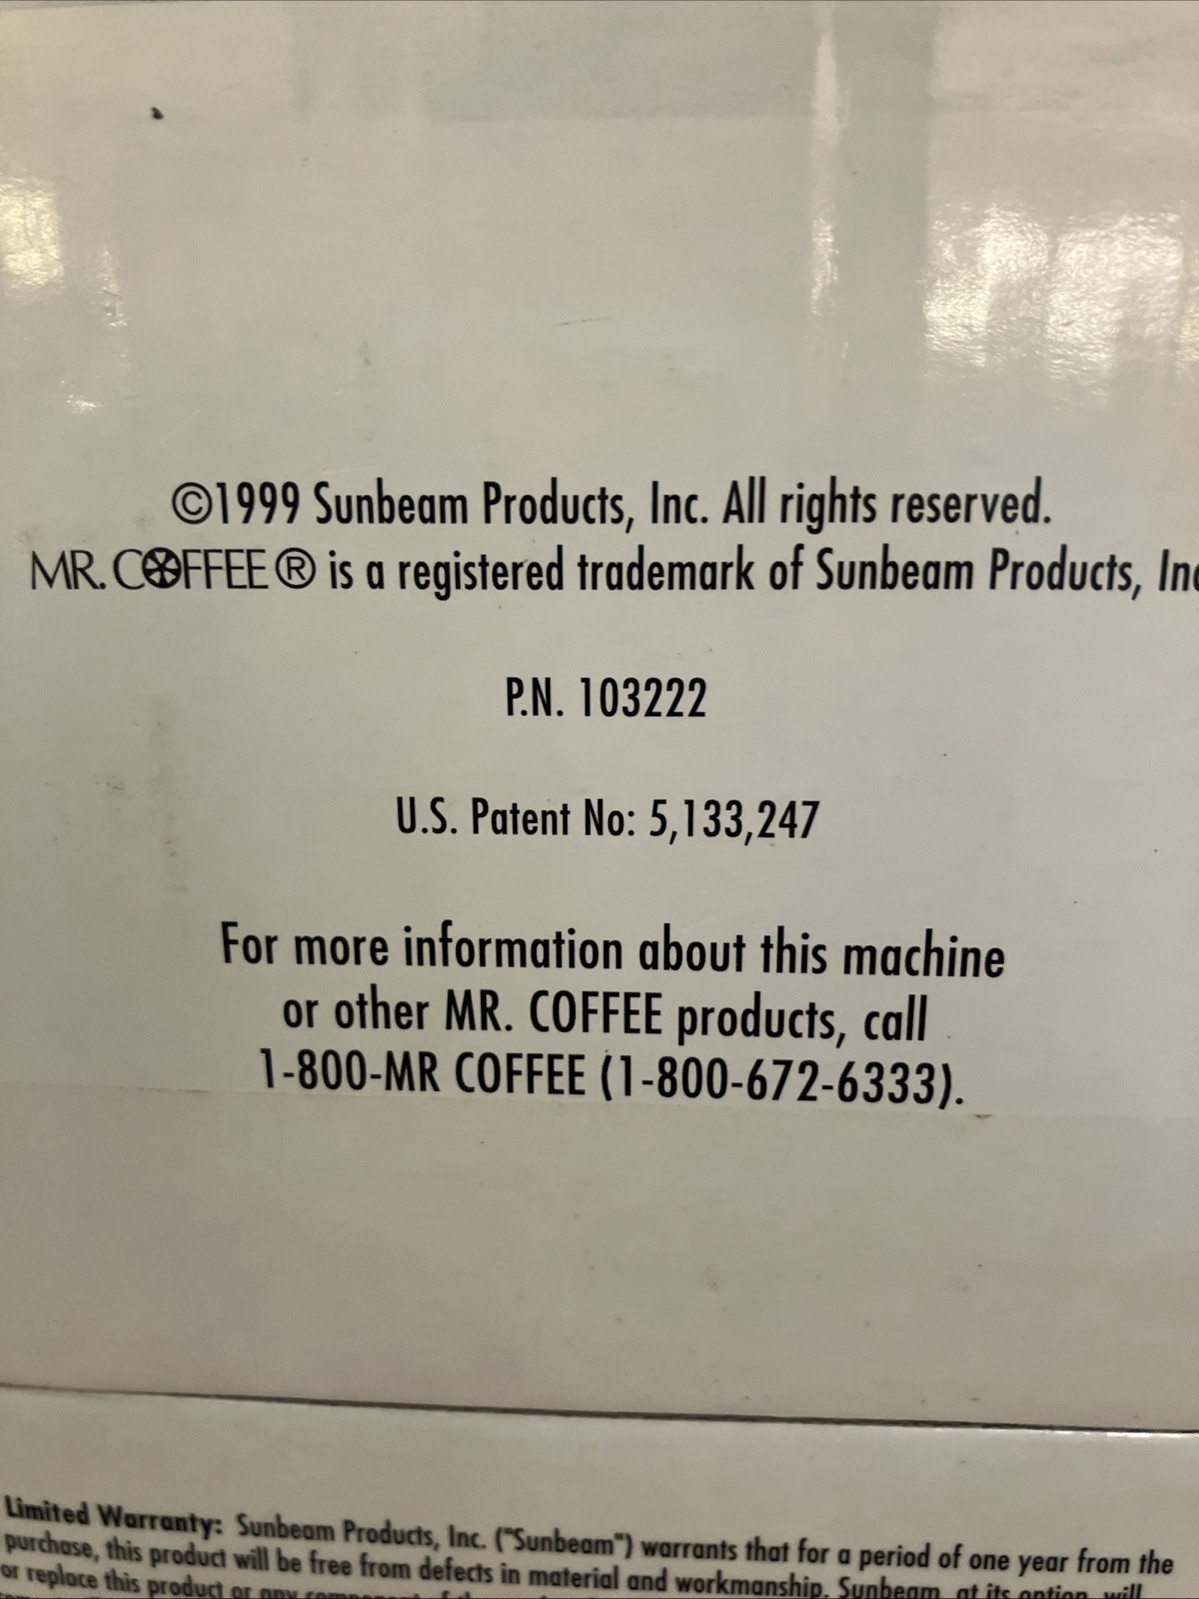 ©1999 Sunbeam Products, Inc. All rights reserved.
MR. COFFEE® is a registered trademark of Sunbeam Products, Inc
P.N. 103222
U.S. Patent No: 5,133,247
For more information about this machine
or other MR. COFFEE products, call
1-800-MR COFFEE (1-800-672-6333).
Limited Warranty: Sunbeam Products, Inc. ("Sunbeam") warrants that for a period of one year from the
purchase, this product will be free from defects in material and workmanship. Sunbeam, at its option, will
or replace this product or any component of the